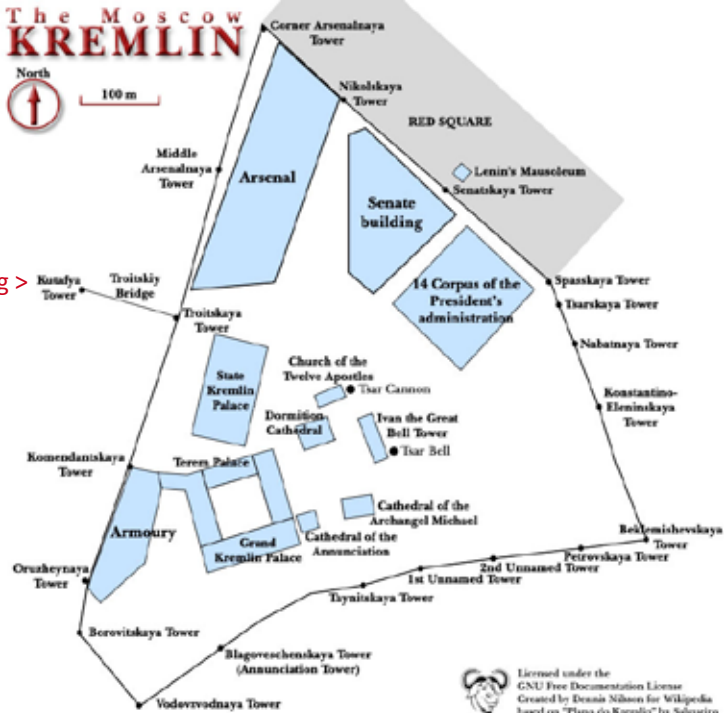 The Moscow
KREMLIN
North
100 m
Corner Arsenalnaya
Tower
Nikolskaya
Tower
RED SQUARE
Middle
Arsenalnaya
Tower
Arsenal
Lenin's Mausoleum
Senatskaya Tower
Senate
building
g >
Kutafya
Tower
Troitskiy
Bridge
Troitskaya
Tower
14 Corpus of the
President's
administration
Spasskaya Tower
Tsarskaya Tower
Nabatnaya Tower
State
Kremlin
Palace
Church of the
Twelve Apostles
Tsar Cannon
Konstantino-
Eleninskaya
Tower
Dormition
Cathedral
Ivan the Great
Bell Tower
Tsar Bell
Komendantskaya
Tower
Terem Palace
Armoury
Cathedral of the
Archangel Michael
Grand
Kremlin Palace
Cathedral of the
Annunciation
Beklemishevskaya
Tower
Petrovskaya Tower
2nd Unnamed Tower
1st Unnamed Tower
Taynitskaya Tower
Oruzheynaya
Tower
Borovitskaya Tower
Blagoveschenskaya Tower
(Annunciation Tower)
Vodovzvodnaya Tower
Licensed under the
GNU Free Documentation License
Created by Dennis Nilsson for Wikipedia
based on "Plano do Kremlin" by